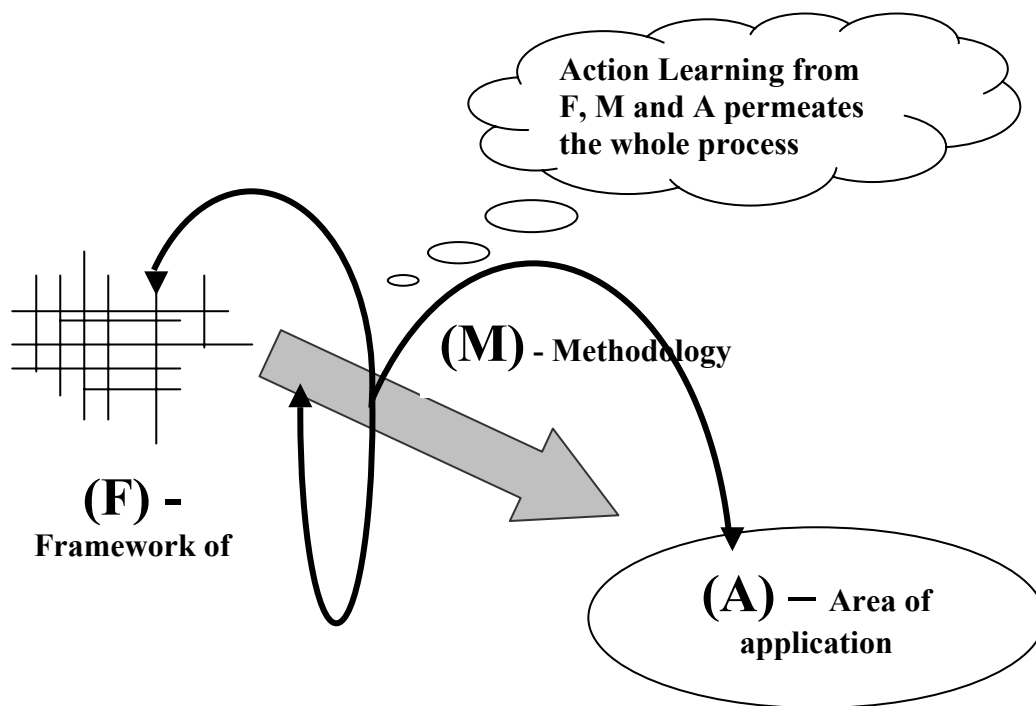 Action Learning from
F, M and A permeates
the whole process
(M) - Methodology
(F) -
Framework of
(A) – Area of
application